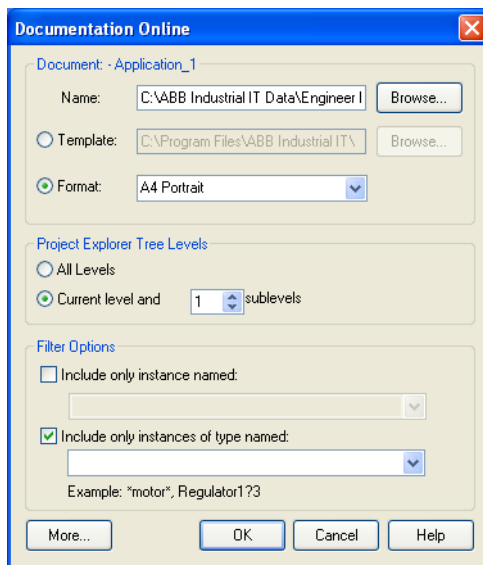 Documentation Online
Document: - Application_1
Name: C:\ABB Industrial IT Data\Engineer I Browse...
Template: C:\Program Files\ABB Industrial IT\ Browse...
Format: A4 Portrait
Project Explorer Tree Levels
All Levels
Current level and 1 sublevels
Filter Options
Include only instance named:
Include only instances of type named:
Example: *motor*, Regulator1?3
More... OK Cancel Help